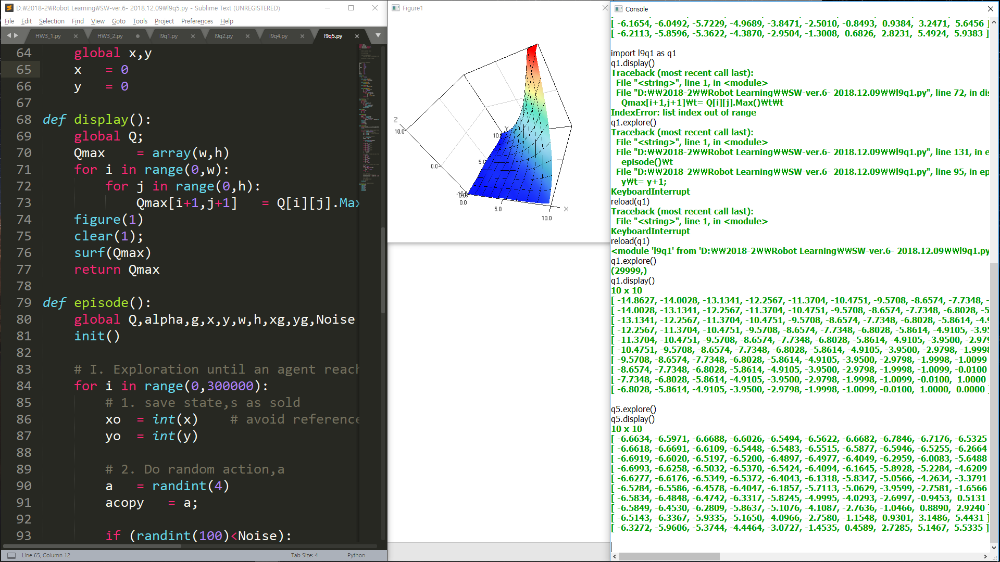 D:₩2018-2₩Robot Learning₩SW-ver.6- 2018.12.09₩l9q5.py - Sublime Text (UNREGISTERED)
File Edit Selection Find View Goto Tools Project Preferences Help
HW3_1.py HW3_2.py l9q1.py l9q2.py l9q4.py l9q5.py
64 global x,y
65 x = 0
66 y = 0
67
68 def display():
69 global Q;
70 Qmax = array(w,h)
71 for i in range(0,w):
72 for j in range(0,h):
73 Qmax[i+1,j+1] = Q[i][j].Max
74 figure(1)
75 clear(1);
76 surf(Qmax)
77 return Qmax
78
79 def episode():
80 global Q,alpha,g,x,y,w,h,xg,yg,Noise
81 init()
82
83 # I. Exploration until an agent reach
84 for i in range(0,300000):
85 # 1. save state,s as sold
86 xo = int(x) # avoid reference
87 yo = int(y)
88
89 # 2. Do random action,a
90 a = randint(4)
91 acopy = a;
92
93 if (randint(100)<Noise):
Line 65, Column 12 Tab Size: 4 Python
Figure1
Z
10.0
Y
10.
5.0
0.0
0.0
5.0
10.0
X
Console
[ -6.1654, -6.0492, -5.7229, -4.9689, -3.8471, -2.5010, -0.8493, 0.9384, 3.2471, 5.6456 ]
[ -6.2113, -5.8596, -5.3622, -4.3870, -2.9504, -1.3008, 0.6826, 2.8231, 5.4924, 5.9383 ]
import l9q1 as q1
q1.display()
Traceback (most recent call last):
File "<string>", line 1, in <module>
File "D:₩₩2018-2₩₩Robot Learning₩₩SW-ver.6- 2018.12.09₩₩l9q1.py", line 72, in dis
Qmax[i+1,j+1]₩t= Q[i][j].Max()₩t₩t
IndexError: list index out of range
q1.explore()
Traceback (most recent call last):
File "<string>", line 1, in <module>
File "D:₩₩2018-2₩₩Robot Learning₩₩SW-ver.6- 2018.12.09₩₩l9q1.py", line 131, in e
episode()₩t
File "D:₩₩2018-2₩₩Robot Learning₩₩SW-ver.6- 2018.12.09₩₩l9q1.py", line 95, in ep
y₩t= y+1;
KeyboardInterrupt
reload(q1)
Traceback (most recent call last):
File "<string>", line 1, in <module>
KeyboardInterrupt
reload(q1)
<module 'l9q1' from 'D:₩₩2018-2₩₩Robot Learning₩₩SW-ver.6- 2018.12.09₩₩l9q1.py
q1.explore()
(29999,)
q1.display()
10 x 10
[ -14.8627, -14.0028, -13.1341, -12.2567, -11.3704, -10.4751, -9.5708, -8.6574, -7.7348, -
[ -14.0028, -13.1341, -12.2567, -11.3704, -10.4751, -9.5708, -8.6574, -7.7348, -6.8028, -5
[ -13.1341, -12.2567, -11.3704, -10.4751, -9.5708, -8.6574, -7.7348, -6.8028, -5.8614, -4.9
[ -12.2567, -11.3704, -10.4751, -9.5708, -8.6574, -7.7348, -6.8028, -5.8614, -4.9105, -3.95
[ -11.3704, -10.4751, -9.5708, -8.6574, -7.7348, -6.8028, -5.8614, -4.9105, -3.9500, -2.979
[ -10.4751, -9.5708, -8.6574, -7.7348, -6.8028, -5.8614, -4.9105, -3.9500, -2.9798, -1.9998
[ -9.5708, -8.6574, -7.7348, -6.8028, -5.8614, -4.9105, -3.9500, -2.9798, -1.9998, -1.0099
[ -8.6574, -7.7348, -6.8028, -5.8614, -4.9105, -3.9500, -2.9798, -1.9998, -1.0099, -0.0100
[ -7.7348, -6.8028, -5.8614, -4.9105, -3.9500, -2.9798, -1.9998, -1.0099, -0.0100, 1.0000
[ -6.8028, -5.8614, -4.9105, -3.9500, -2.9798, -1.9998, -1.0099, -0.0100, 1.0000, 0.0000
q5.explore()
q5.display()
10 x 10
[ -6.6634, -6.5971, -6.6688, -6.6026, -6.5494, -6.5622, -6.6682, -6.7846, -6.7176, -6.5325
[ -6.6618, -6.6691, -6.6109, -6.5448, -6.5483, -6.5515, -6.5877, -6.5946, -6.5255, -6.2664
[ -6.6919, -6.6020, -6.5197, -6.5200, -6.4897, -6.4977, -6.4049, -6.2959, -6.0083, -5.6488
[ -6.6993, -6.6258, -6.5032, -6.5370, -6.5424, -6.4094, -6.1645, -5.8928, -5.2284, -4.6209
[ -6.6277, -6.6176, -6.5349, -6.5372, -6.4043, -6.1318, -5.8347, -5.0566, -4.2634, -3.3791
[ -6.5284, -6.5586, -6.4578, -6.4047, -6.1857, -5.7113, -5.0629, -3.9599, -2.7581, -1.6566
[ -6.5834, -6.4848, -6.4742, -6.3317, -5.8245, -4.9995, -4.0293, -2.6997, -0.9453, 0.5131
[ -6.5849, -6.4530, -6.2809, -5.8637, -5.1076, -4.1087, -2.7636, -1.0466, 0.8890, 2.9240
[ -6.5143, -6.3367, -5.9335, -5.1650, -4.0966, -2.7580, -1.1548, 0.9301, 3.1486, 5.4431 ]
[ -6.3272, -5.9606, -5.3744, -4.4464, -3.0727, -1.4535, 0.4589, 2.7285, 5.1467, 5.5335 ]